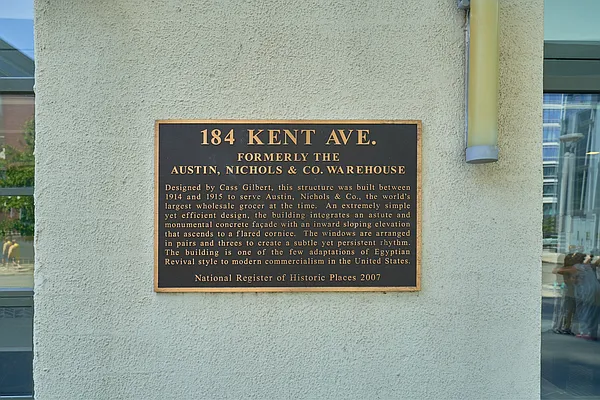 184 KENT AVE.
FORMERLY THE
AUSTIN, NICHOLS & CO. WAREHOUSE
Designed by Cass Gilbert, this structure was built between
1914 and 1915 to serve Austin, Nichols & Co., the world's
largest wholesale grocer at the time. An extremely simple
yet efficient design, the building integrates an astute and
monumental concrete façade with an inward sloping elevation
that ascends to a flared cornice. The windows are arranged
in pairs and threes to create a subtle yet persistent rhythm.
The building is one of the few adaptations of Egyptian
Revival style to modern commercialism in the United States.
National Register of Historic Places 2007